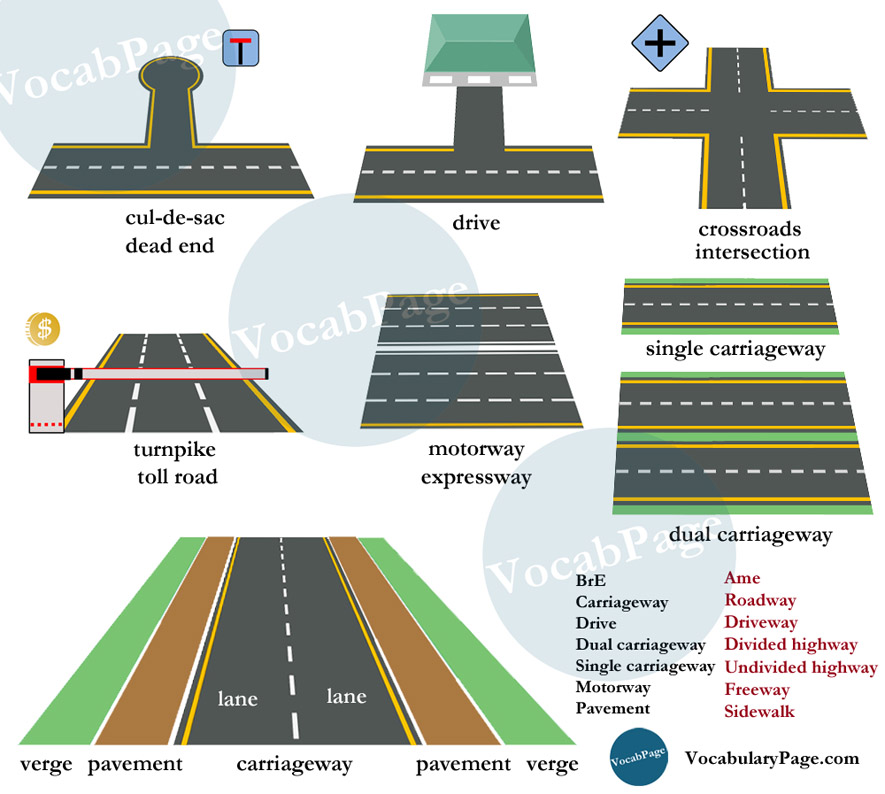 VocabPage
T
cul-de-sac
dead end
drive
crossroads
intersection
$
turnpike
toll road
VocabPage
motorway
expressway
single carriageway
dual carriageway
VocabPage
lane
lane
verge
pavement
carriageway
pavement
verge
BrE
Ame
Carriageway
Roadway
Drive
Driveway
Dual carriageway
Divided highway
Single carriageway
Undivided highway
Motorway
Freeway
Pavement
Sidewalk
VocabPage
VocabularyPage.com